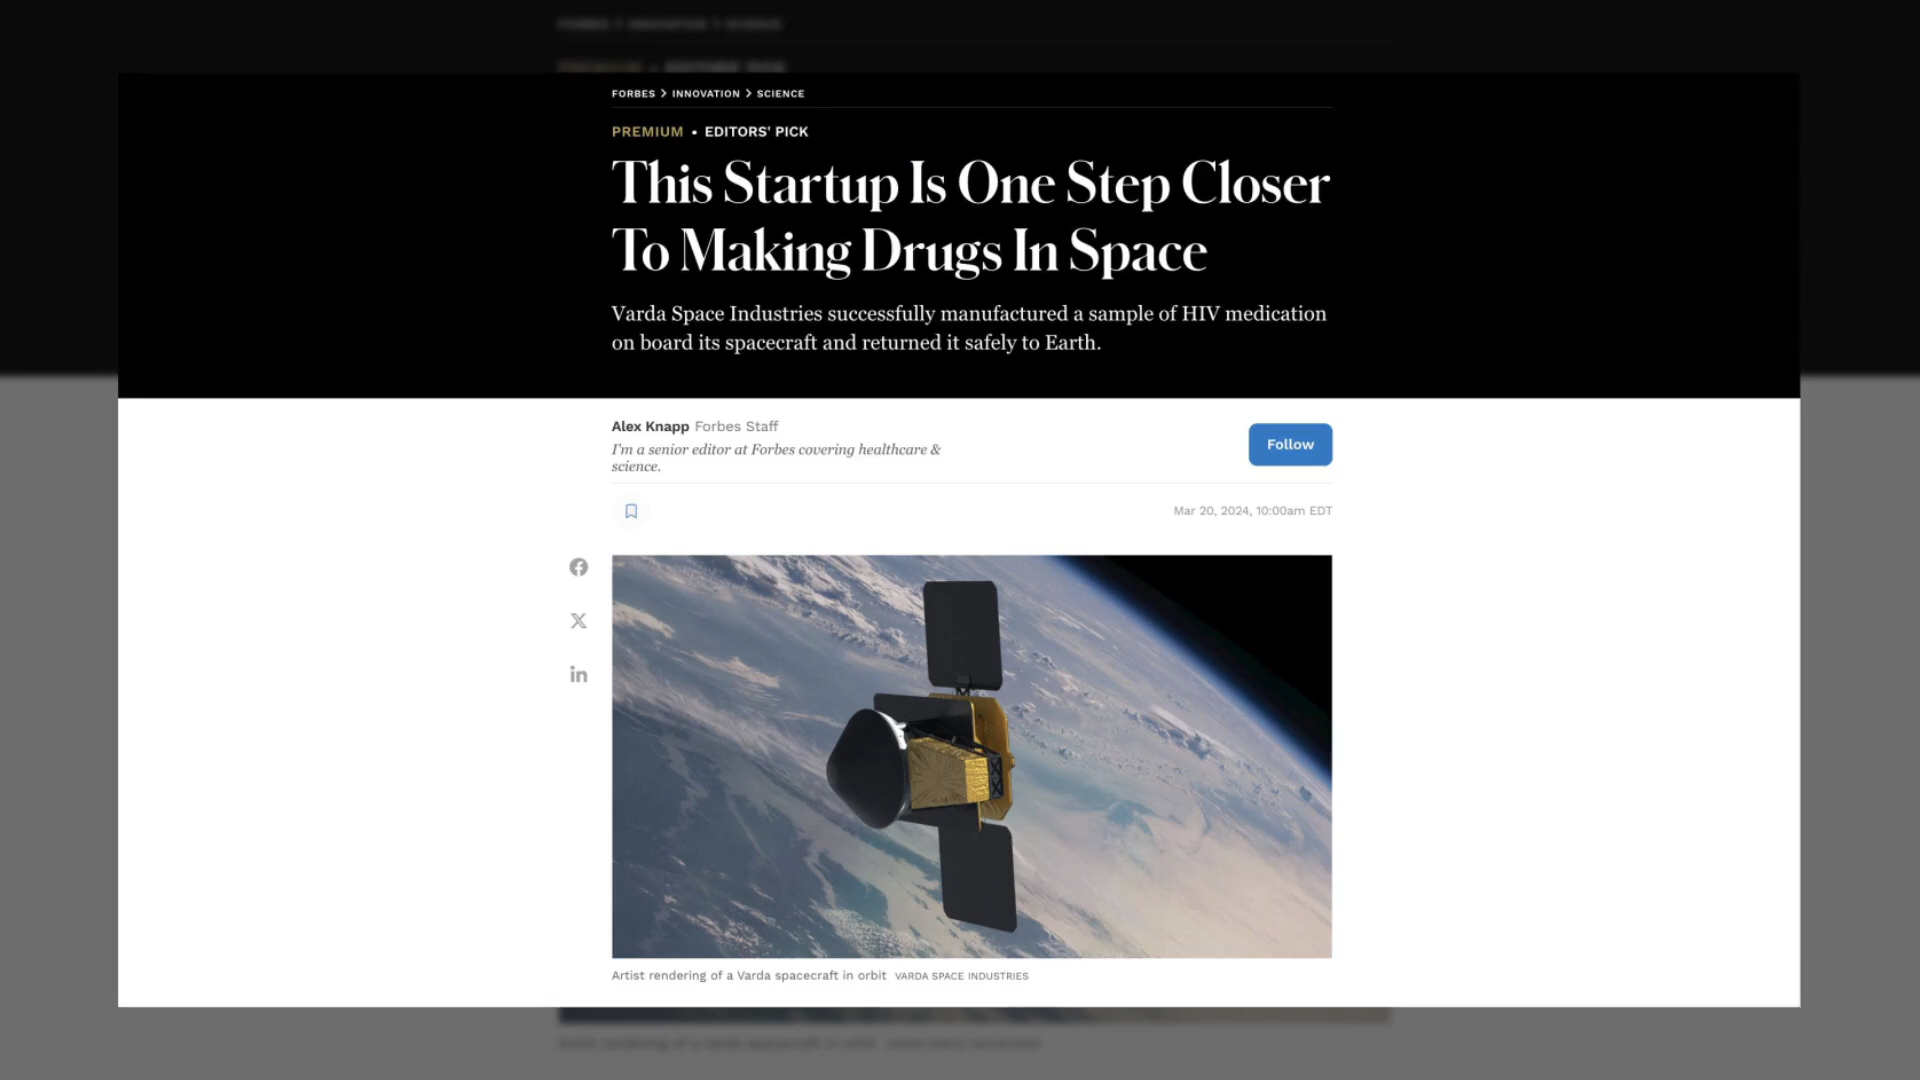 FORBES > INNOVATION > SCIENCE
PREMIUM • EDITORS' PICK
This Startup Is One Step Closer
To Making Drugs In Space
Varda Space Industries successfully manufactured a sample of HIV medication
on board its spacecraft and returned it safely to Earth.
Alex Knapp Forbes Staff
I'm a senior editor at Forbes covering healthcare &
science.
Follow
Mar 20, 2024, 10:00am EDT
Artist rendering of a Varda spacecraft in orbit VARDA SPACE INDUSTRIES